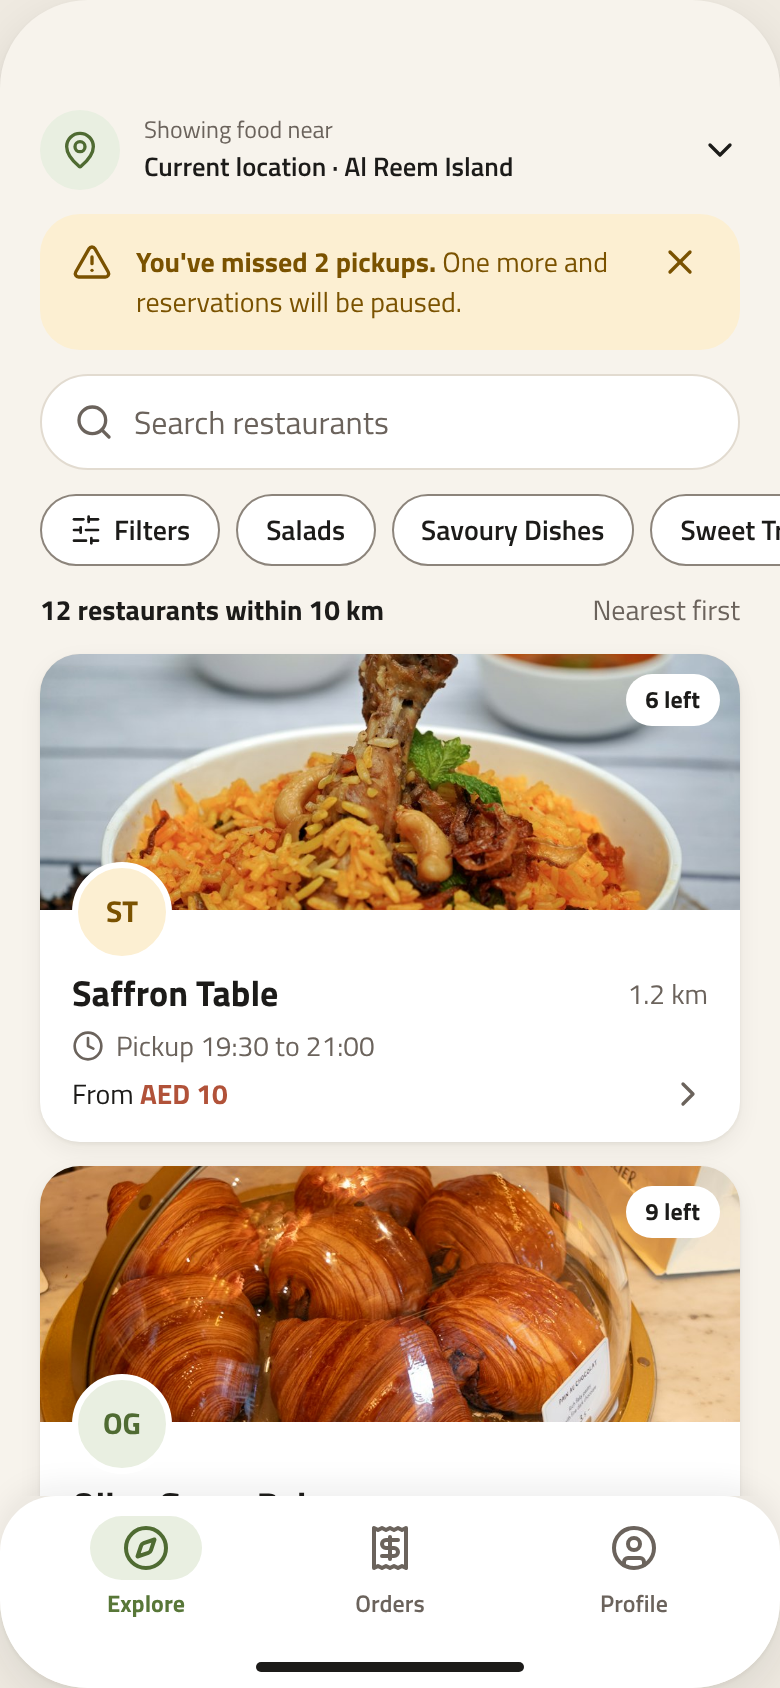 Showing food near
Current location · Al Reem Island
You've missed 2 pickups. One more and
reservations will be paused.
Search restaurants
Filters
Salads
Savoury Dishes
Sweet
12 restaurants within 10 km
Nearest first
6 left
ST
Saffron Table
1.2 km
Pickup 19:30 to 21:00
From AED 10
9 left
OG
Explore
Orders
Profile